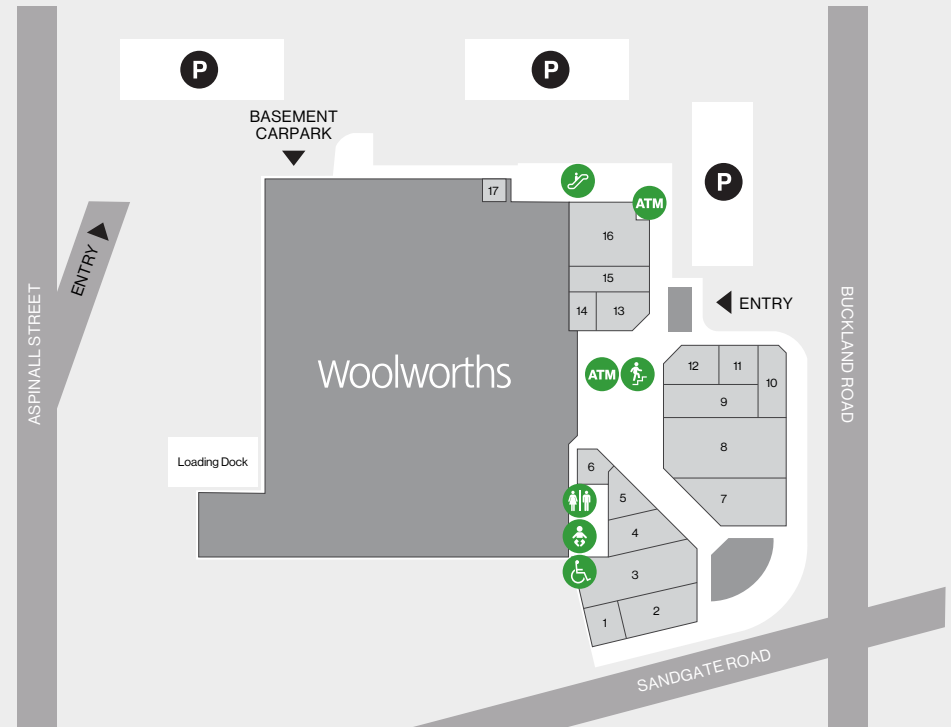 P
P
BASEMENT
CARPARK
P
17
ATM
16
15
14
13
ENTRY
ENTRY
ASPINALL STREET
BUCKLAND ROAD
Woolworths
ATM
12
11
10
9
8
7
Loading Dock
6
5
4
3
2
1
SANDGATE ROAD